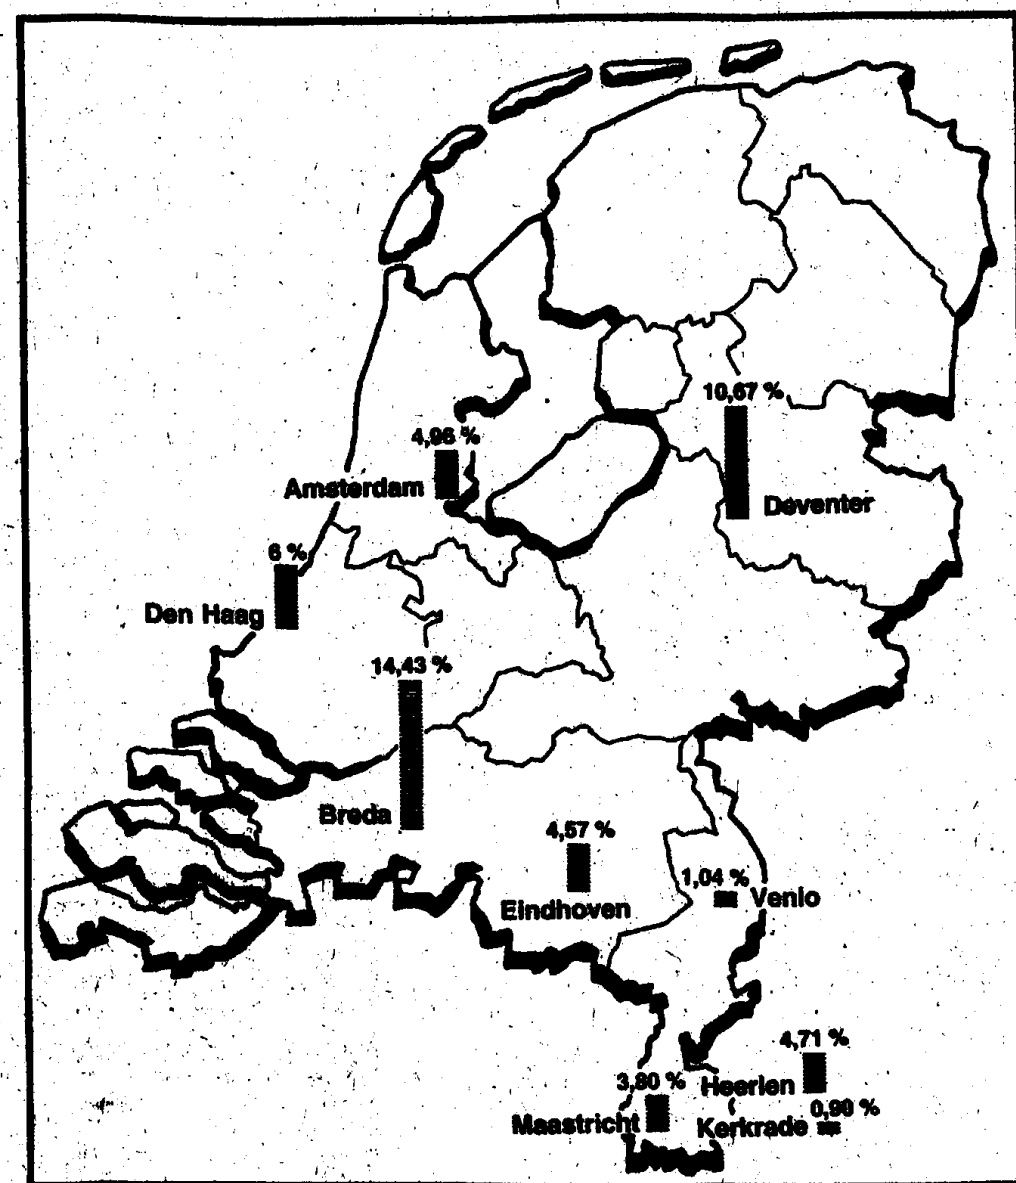 10,67 %
4,96 %
Amsterdam
Deventer
6 %
Den Haag
14,43 %
Breda
4,57 %
Eindhoven
1,04 %
Venlo
4,71 %
3,80 %
Heerlen
0,90 %
Maastricht
Kerkrade